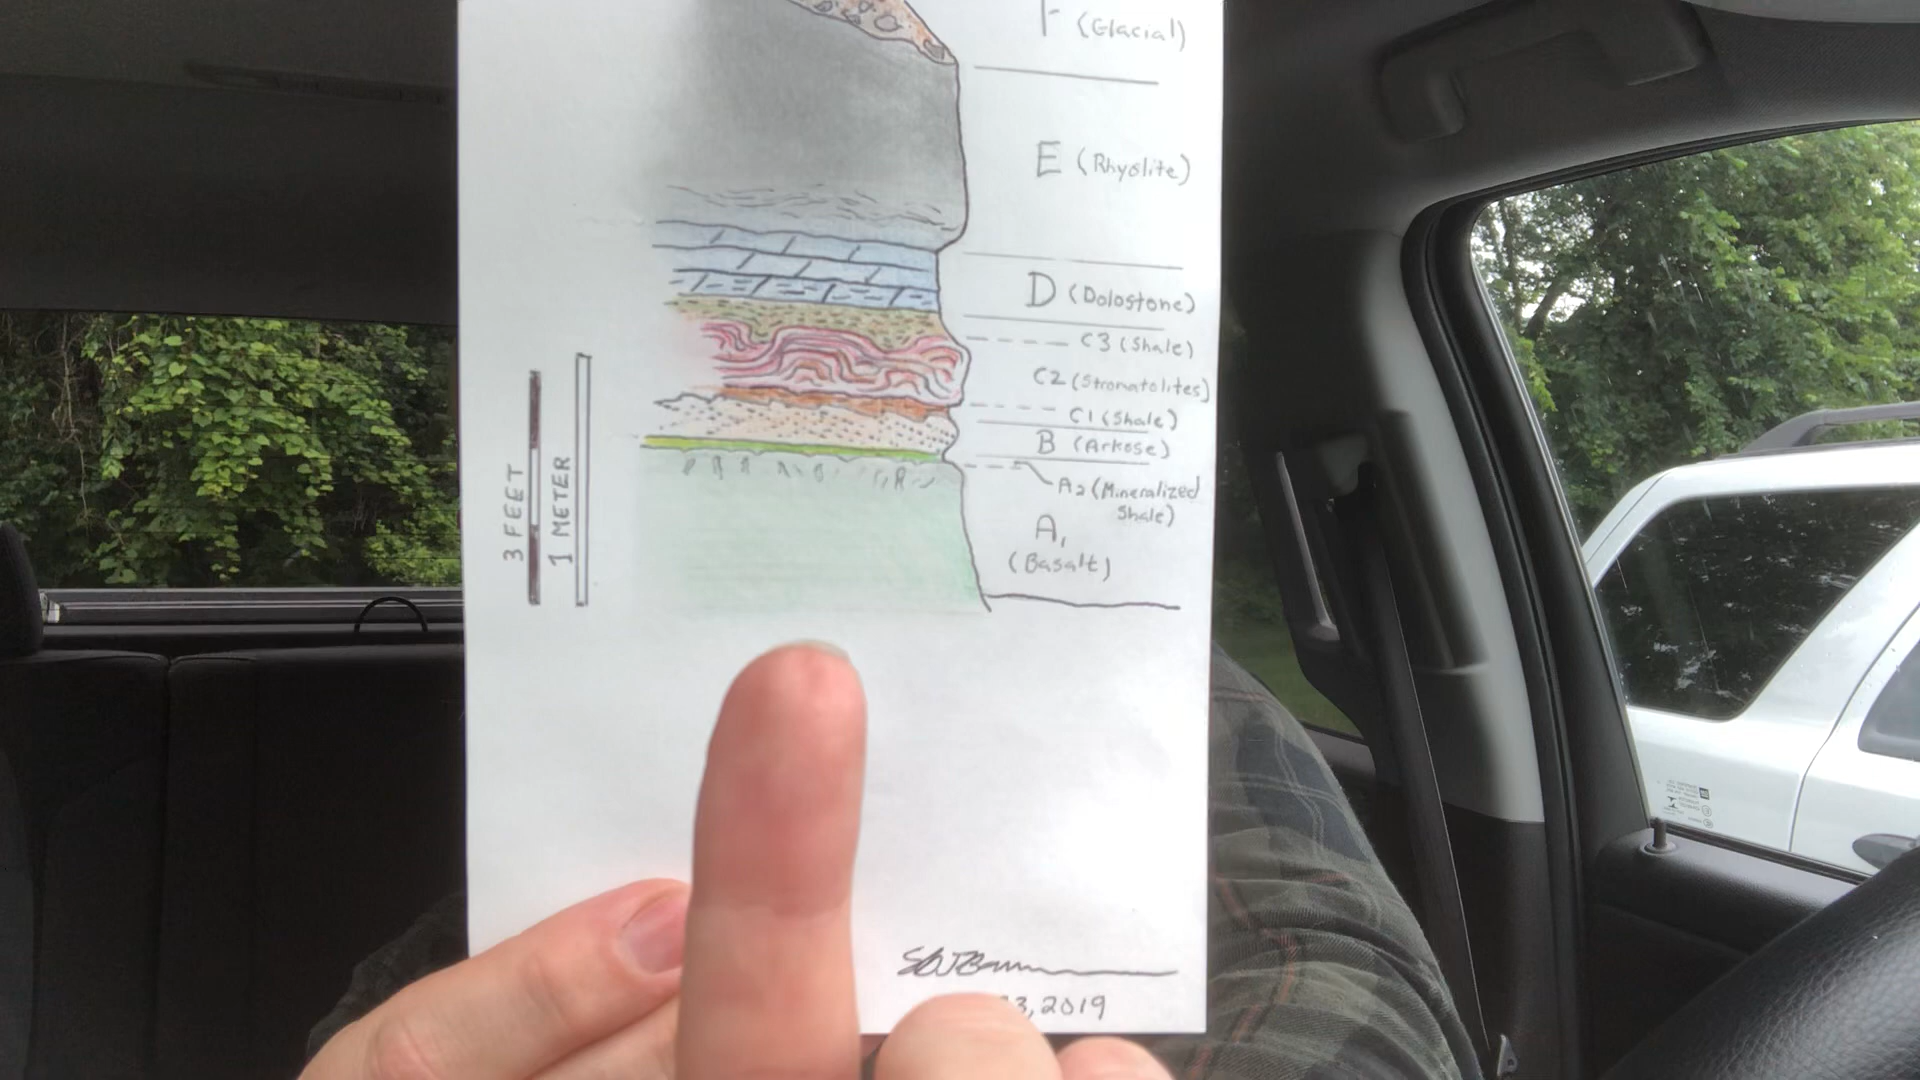 F (Glacial)
E (Rhyolite)
D (Dolostone)
C3 (Shale)
C2 (Stromatolites)
C1 (Shale)
B (Arkose)
A2 (Mineralized
Shale)
A1
(Basalt)
3 FEET
1 METER
3, 2019